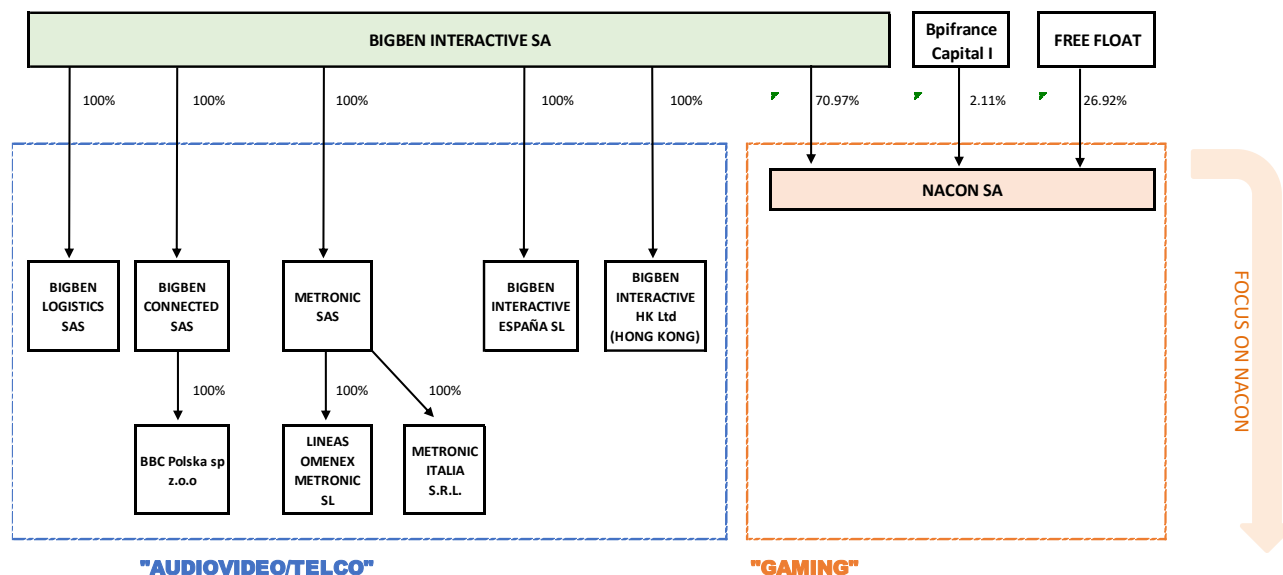 BIGBEN INTERACTIVE SA
Bpifrance
Capital I
FREE FLOAT
100%
100%
100%
100%
100%
70.97%
2.11%
26.92%
NACON SA
BIGBEN
LOGISTICS
SAS
BIGBEN
CONNECTED
SAS
METRONIC
SAS
BIGBEN
INTERACTIVE
ESPAÑA SL
BIGBEN
INTERACTIVE
HK Ltd
(HONG KONG)
FOCUS ON NACON
100%
100%
100%
BBC Polska sp
z.o.o
LINEAS
OMENEX
METRONIC
SL
METRONIC
ITALIA
S.R.L.
"AUDIOVIDEO/TELCO"
"GAMING"